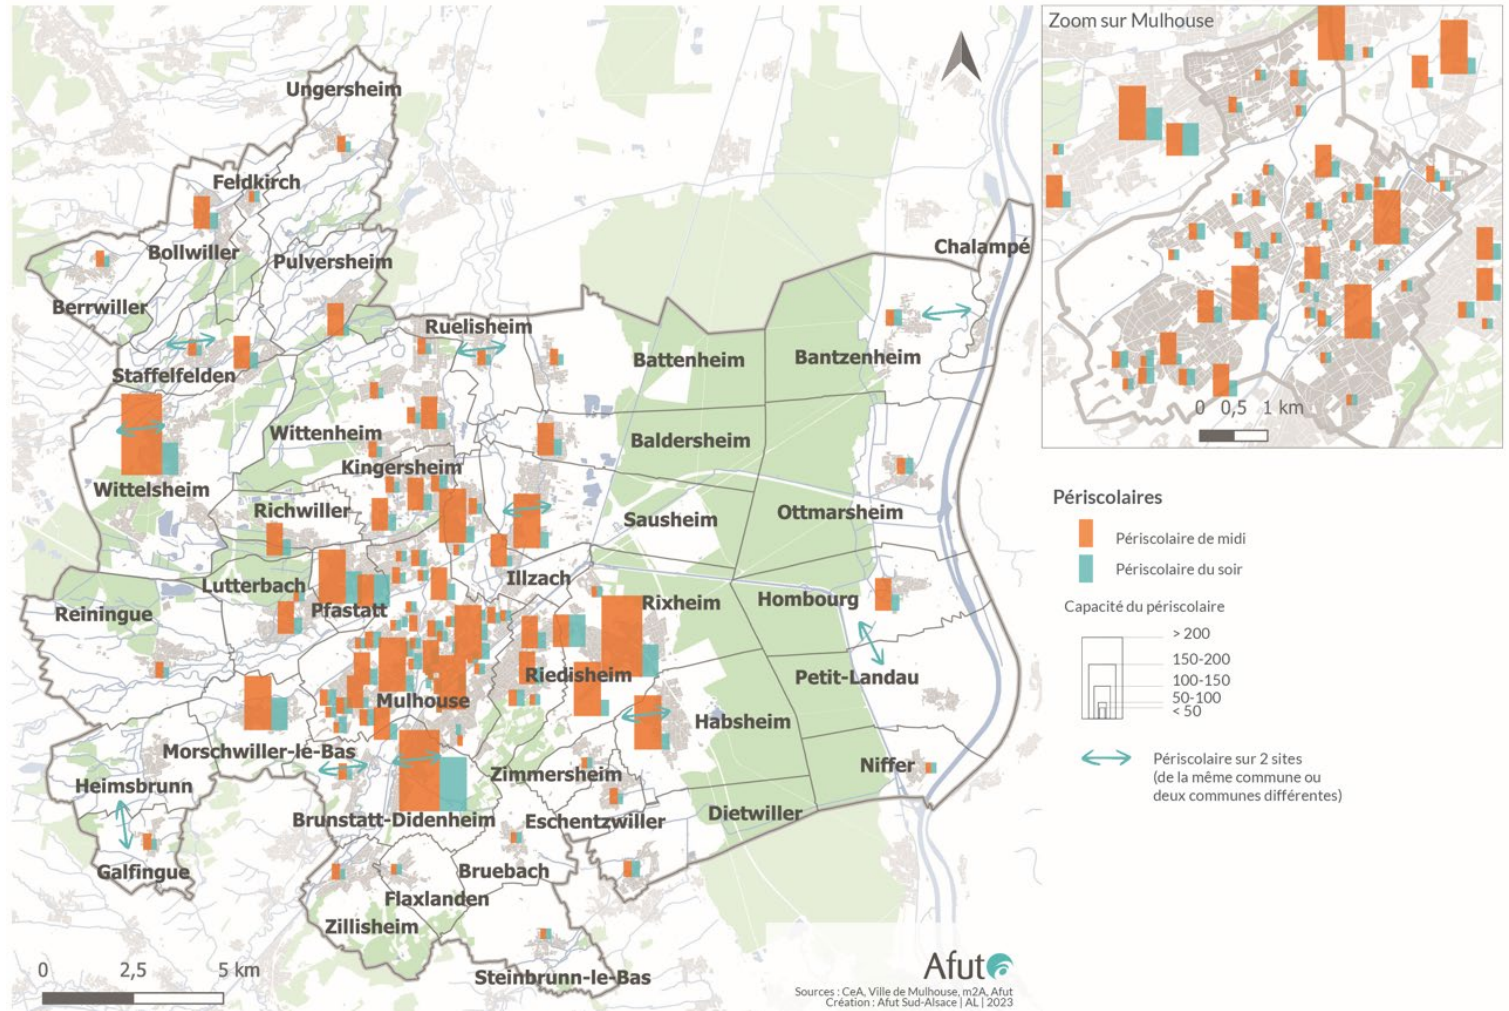 Zoom sur Mulhouse
0 0,5 1 km
Ungersheim
Feldkirch
Bollwiller
Pulversheim
Berrwiller
Chalampé
Ruelisheim
Staffelfelden
Battenheim
Bantzenheim
Wittenheim
Baldersheim
Kingersheim
Wittelsheim
Richwiller
Sausheim
Ottmarsheim
Lutterbach
Illzach
Reiningue
Pfastatt
Rixheim
Hombourg
Riedisheim
Petit-Landau
Mulhouse
Habsheim
Morschwiller-le-Bas
Heimsbrunn
Zimmersheim
Niffer
Brunstatt-Didenheim
Eschentzwiller
Dietwiller
Galfingue
Bruebach
Flaxlanden
Zillisheim
Steinbrunn-le-Bas
0 2,5 5 km
Afut
Sources : CeA, Ville de Mulhouse, m2A, Afut
Création : Afut Sud-Alsace | AL | 2023
Périscolaires
Périscolaire de midi
Périscolaire du soir
Capacité du périscolaire
> 200
150-200
100-150
50-100
< 50
Périscolaire sur 2 sites
(de la même commune ou
deux communes différentes)